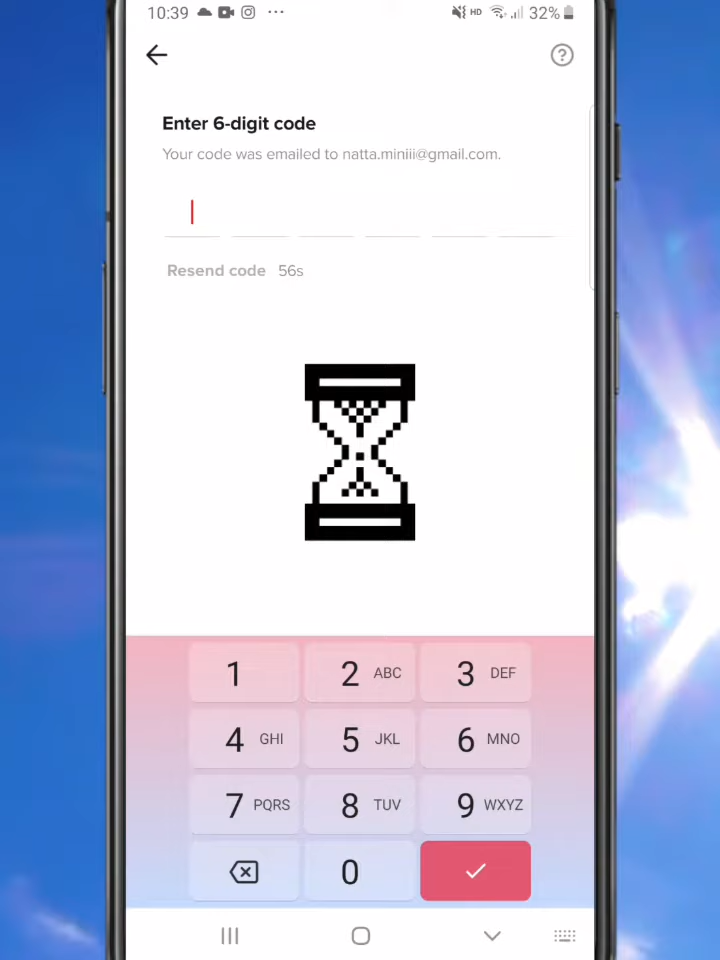 10:39 ... HD 32%
Enter 6-digit code
Your code was emailed to natta.miniii@gmail.com.
Resend code 56s
1 2 ABC 3 DEF
4 GHI 5 JKL 6 MNO
7 PQRS 8 TUV 9 WXYZ
0